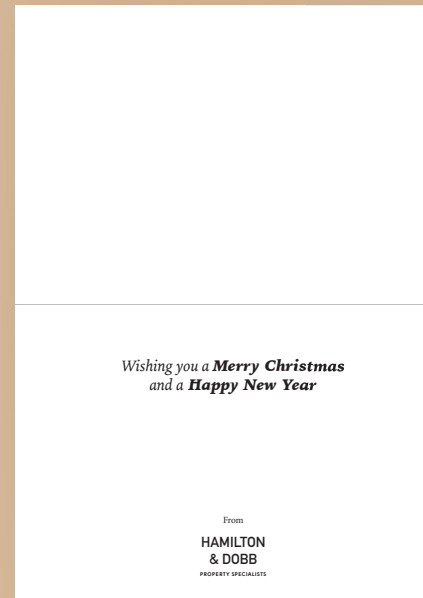 Wishing you a Merry Christmas
and a Happy New Year
From
HAMILTON
& DOBB
PROPERTY SPECIALISTS